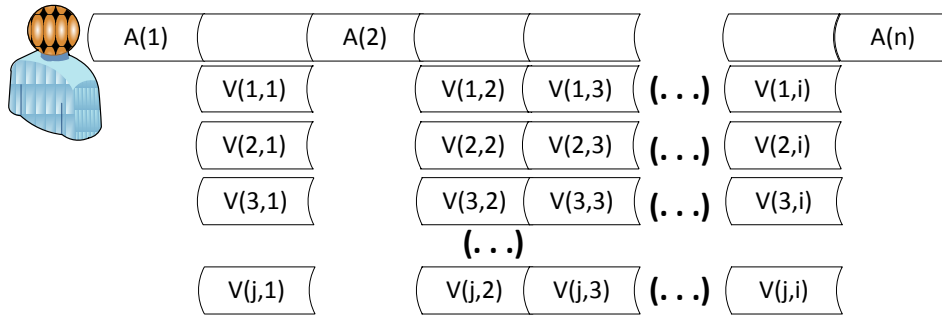 A(1) A(2) A(n)
V(1,1) V(1,2) V(1,3) (. . .) V(1,i)
V(2,1) V(2,2) V(2,3) (. . .) V(2,i)
V(3,1) V(3,2) V(3,3) (. . .) V(3,i)
(. . .)
V(j,1) V(j,2) V(j,3) (. . .) V(j,i)